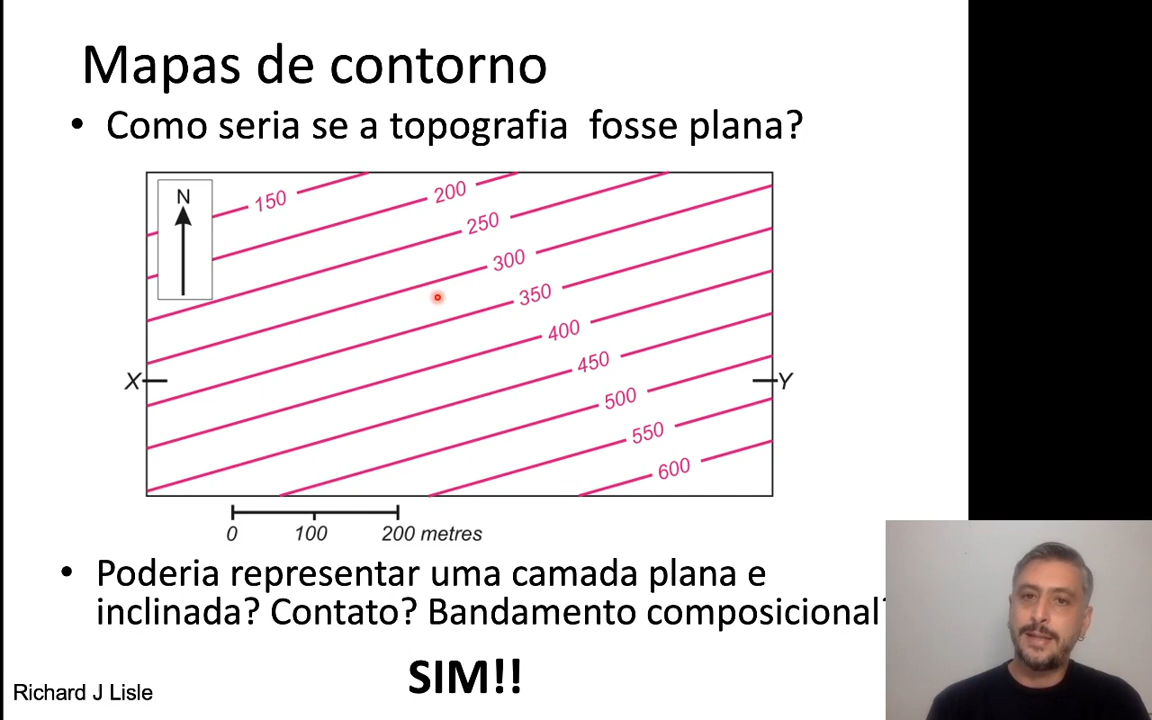 Mapas de contorno
• Como seria se a topografia fosse plana?
N
150
200
250
300
350
400
450
500
550
600
X
Y
0 100 200 metres
• Poderia representar uma camada plana e
inclinada? Contato? Bandamento composicional?
SIM!!
Richard J Lisle